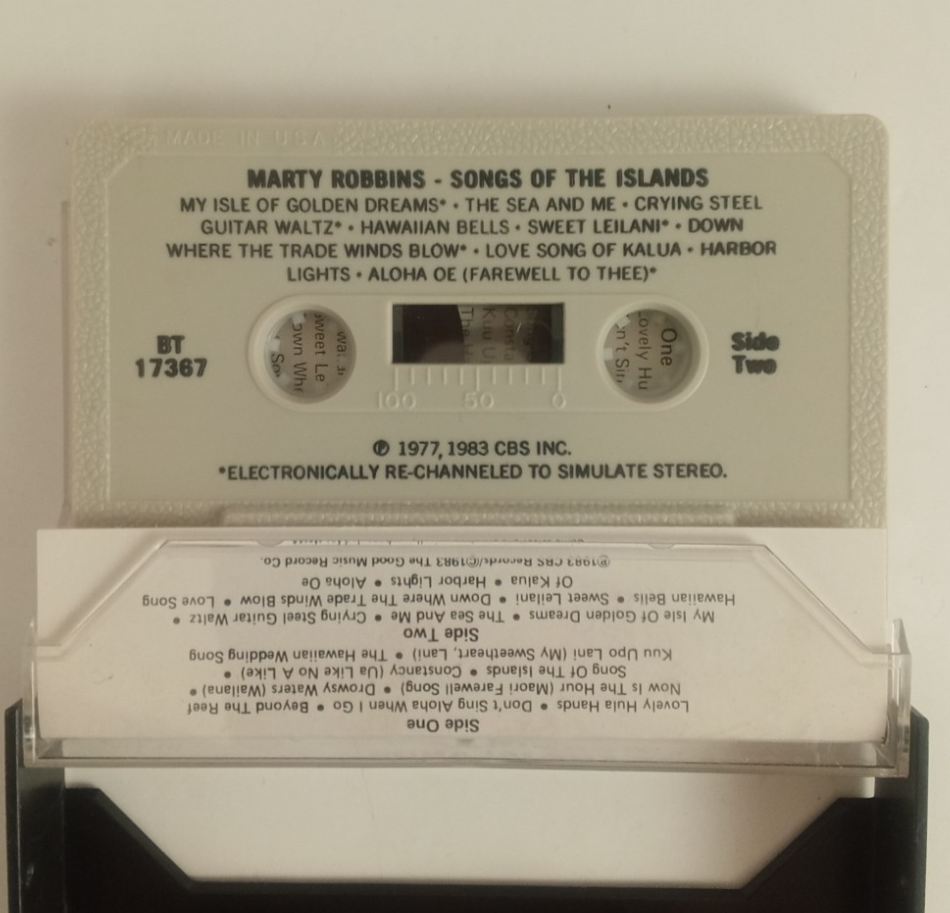 MADE IN U.S.A.
MARTY ROBBINS - SONGS OF THE ISLANDS
MY ISLE OF GOLDEN DREAMS* • THE SEA AND ME • CRYING STEEL
GUITAR WALTZ* • HAWAIIAN BELLS • SWEET LEILANI* • DOWN
WHERE THE TRADE WINDS BLOW* • LOVE SONG OF KALUA • HARBOR
LIGHTS • ALOHA OE (FAREWELL TO THEE)*
BT
17367
Side
Two
100 50 0
℗ 1977, 1983 CBS INC.
*ELECTRONICALLY RE-CHANNELED TO SIMULATE STEREO.
Side One
Lovely Hula Hands • Don't Sing Aloha When I Go • Beyond The Reef
Now Is The Hour (Maori Farewell Song) • Drowsy Waters (Wailana) •
Song Of The Islands • Constancy (Ua Like No A Like) •
Kuu Upo Lani (My Sweetheart, Lani) • The Hawaiian Wedding Song
Side Two
My Isle Of Golden Dreams • The Sea And Me • Crying Steel Guitar Waltz •
Hawaiian Bells • Sweet Leilani • Down Where The Trade Winds Blow • Love Song
Of Kalua • Harbor Lights • Aloha Oe
℗1983 CBS Records/©1983 The Good Music Record Co.